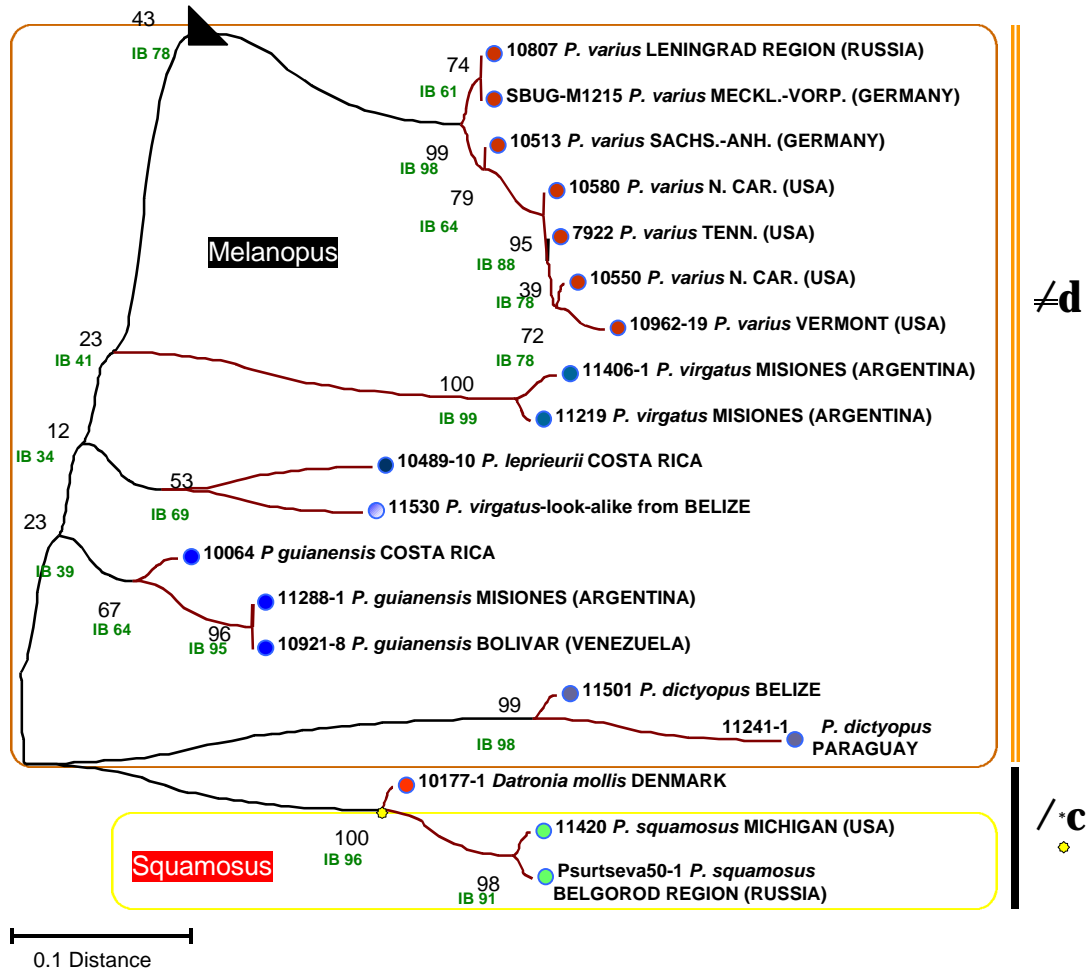 43
IB 78
10807 P. varius LENINGRAD REGION (RUSSIA)
74
IB 61
SBUG-M1215 P. varius MECKL.-VORP. (GERMANY)
10513 P. varius SACHS.-ANH. (GERMANY)
99
IB 98
10580 P. varius N. CAR. (USA)
79
IB 64
7922 P. varius TENN. (USA)
95
IB 88
Melanopus
10550 P. varius N. CAR. (USA)
39
IB 78
≠d
10962-19 P. varius VERMONT (USA)
23
IB 41
72
IB 78
11406-1 P. virgatus MISIONES (ARGENTINA)
100
IB 99
11219 P. virgatus MISIONES (ARGENTINA)
12
IB 34
10489-10 P. leprieurii COSTA RICA
53
IB 69
11530 P. virgatus-look-alike from BELIZE
23
IB 39
10064 P guianensis COSTA RICA
11288-1 P. guianensis MISIONES (ARGENTINA)
67
IB 64
96
IB 95
10921-8 P. guianensis BOLIVAR (VENEZUELA)
11501 P. dictyopus BELIZE
99
IB 98
11241-1 P. dictyopus
PARAGUAY
10177-1 Datronia mollis DENMARK
/*c
11420 P. squamosus MICHIGAN (USA)
100
IB 96
Squamosus
Psurtseva50-1 P. squamosus
BELGOROD REGION (RUSSIA)
98
IB 91
0.1 Distance